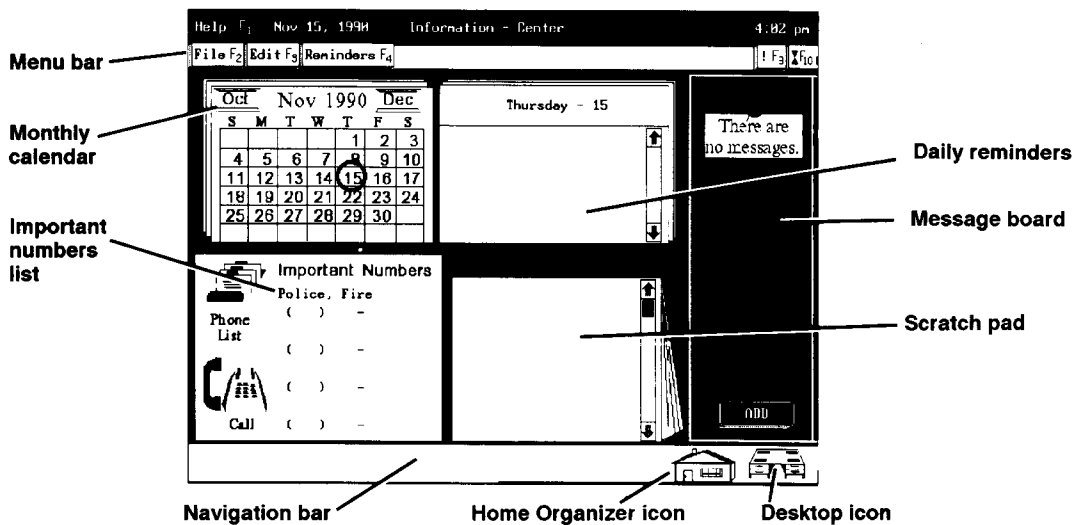 Help F1 Nov 15, 1990 Information - Center 4:02 pm
File F2 Edit F3 Reminders F4 ! F3 F10
Menu bar
Monthly calendar
Important numbers list
Oct Nov 1990 Dec
S M T W T F S
1 2 3
4 5 6 7 8 9 10
11 12 13 14 15 16 17
18 19 20 21 22 23 24
25 26 27 28 29 30
Thursday - 15
There are
no messages.
Daily reminders
Message board
Scratch pad
Important Numbers
Police, Fire
Phone
List
( ) -
( ) -
( ) -
Call ( ) -
ADD
Navigation bar
Home Organizer icon
Desktop icon